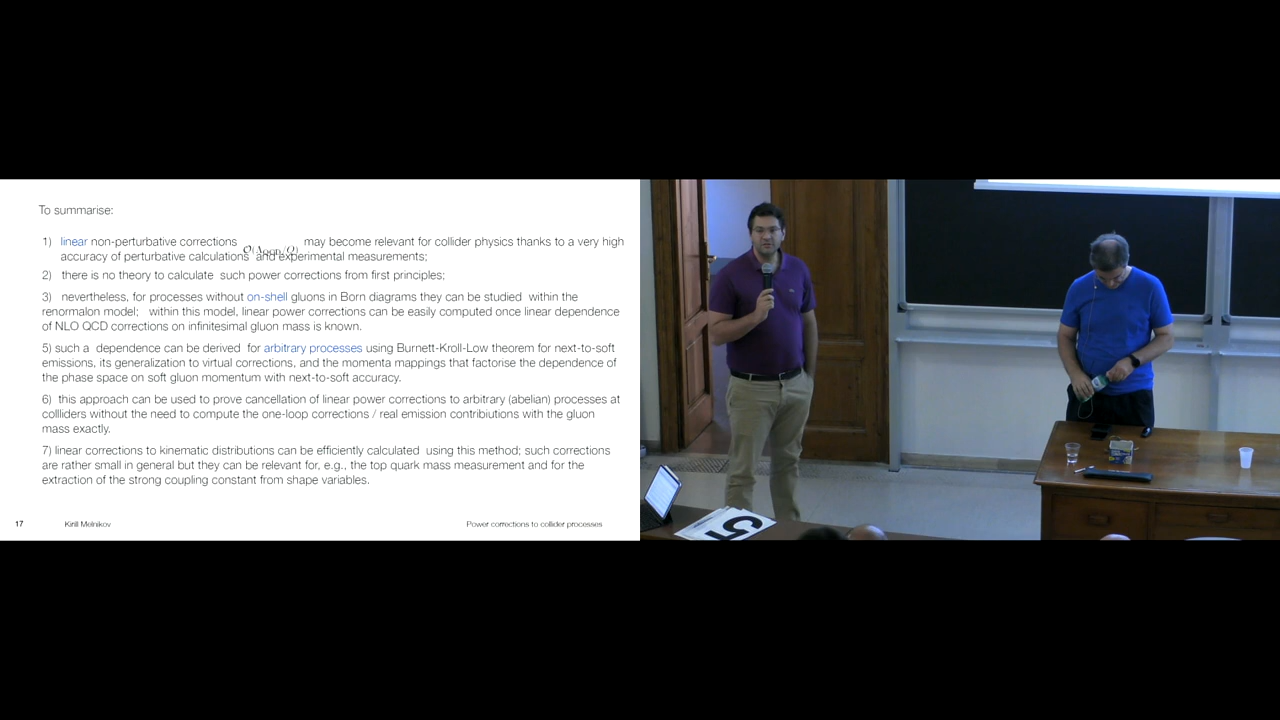 To summarise:
1) linear non-perturbative corrections O(ΛQCD/Q) may become relevant for collider physics thanks to a very high
accuracy of perturbative calculations and experimental measurements;
2) there is no theory to calculate such power corrections from first principles;
3) nevertheless, for processes without on-shell gluons in Born diagrams they can be studied within the
renormalon model; within this model, linear power corrections can be easily computed once linear dependence
of NLO QCD corrections on infinitesimal gluon mass is known.
5) such a dependence can be derived for arbitrary processes using Burnett-Kroll-Low theorem for next-to-soft
emissions, its generalization to virtual corrections, and the momenta mappings that factorise the dependence of
the phase space on soft gluon momentum with next-to-soft accuracy.
6) this approach can be used to prove cancellation of linear power corrections to arbitrary (abelian) processes at
collliders without the need to compute the one-loop corrections / real emission contribiutions with the gluon
mass exactly.
7) linear corrections to kinematic distributions can be efficiently calculated using this method; such corrections
are rather small in general but they can be relevant for, e.g., the top quark mass measurement and for the
extraction of the strong coupling constant from shape variables.
17 Kirill Melnikov Power corrections to collider processes
5